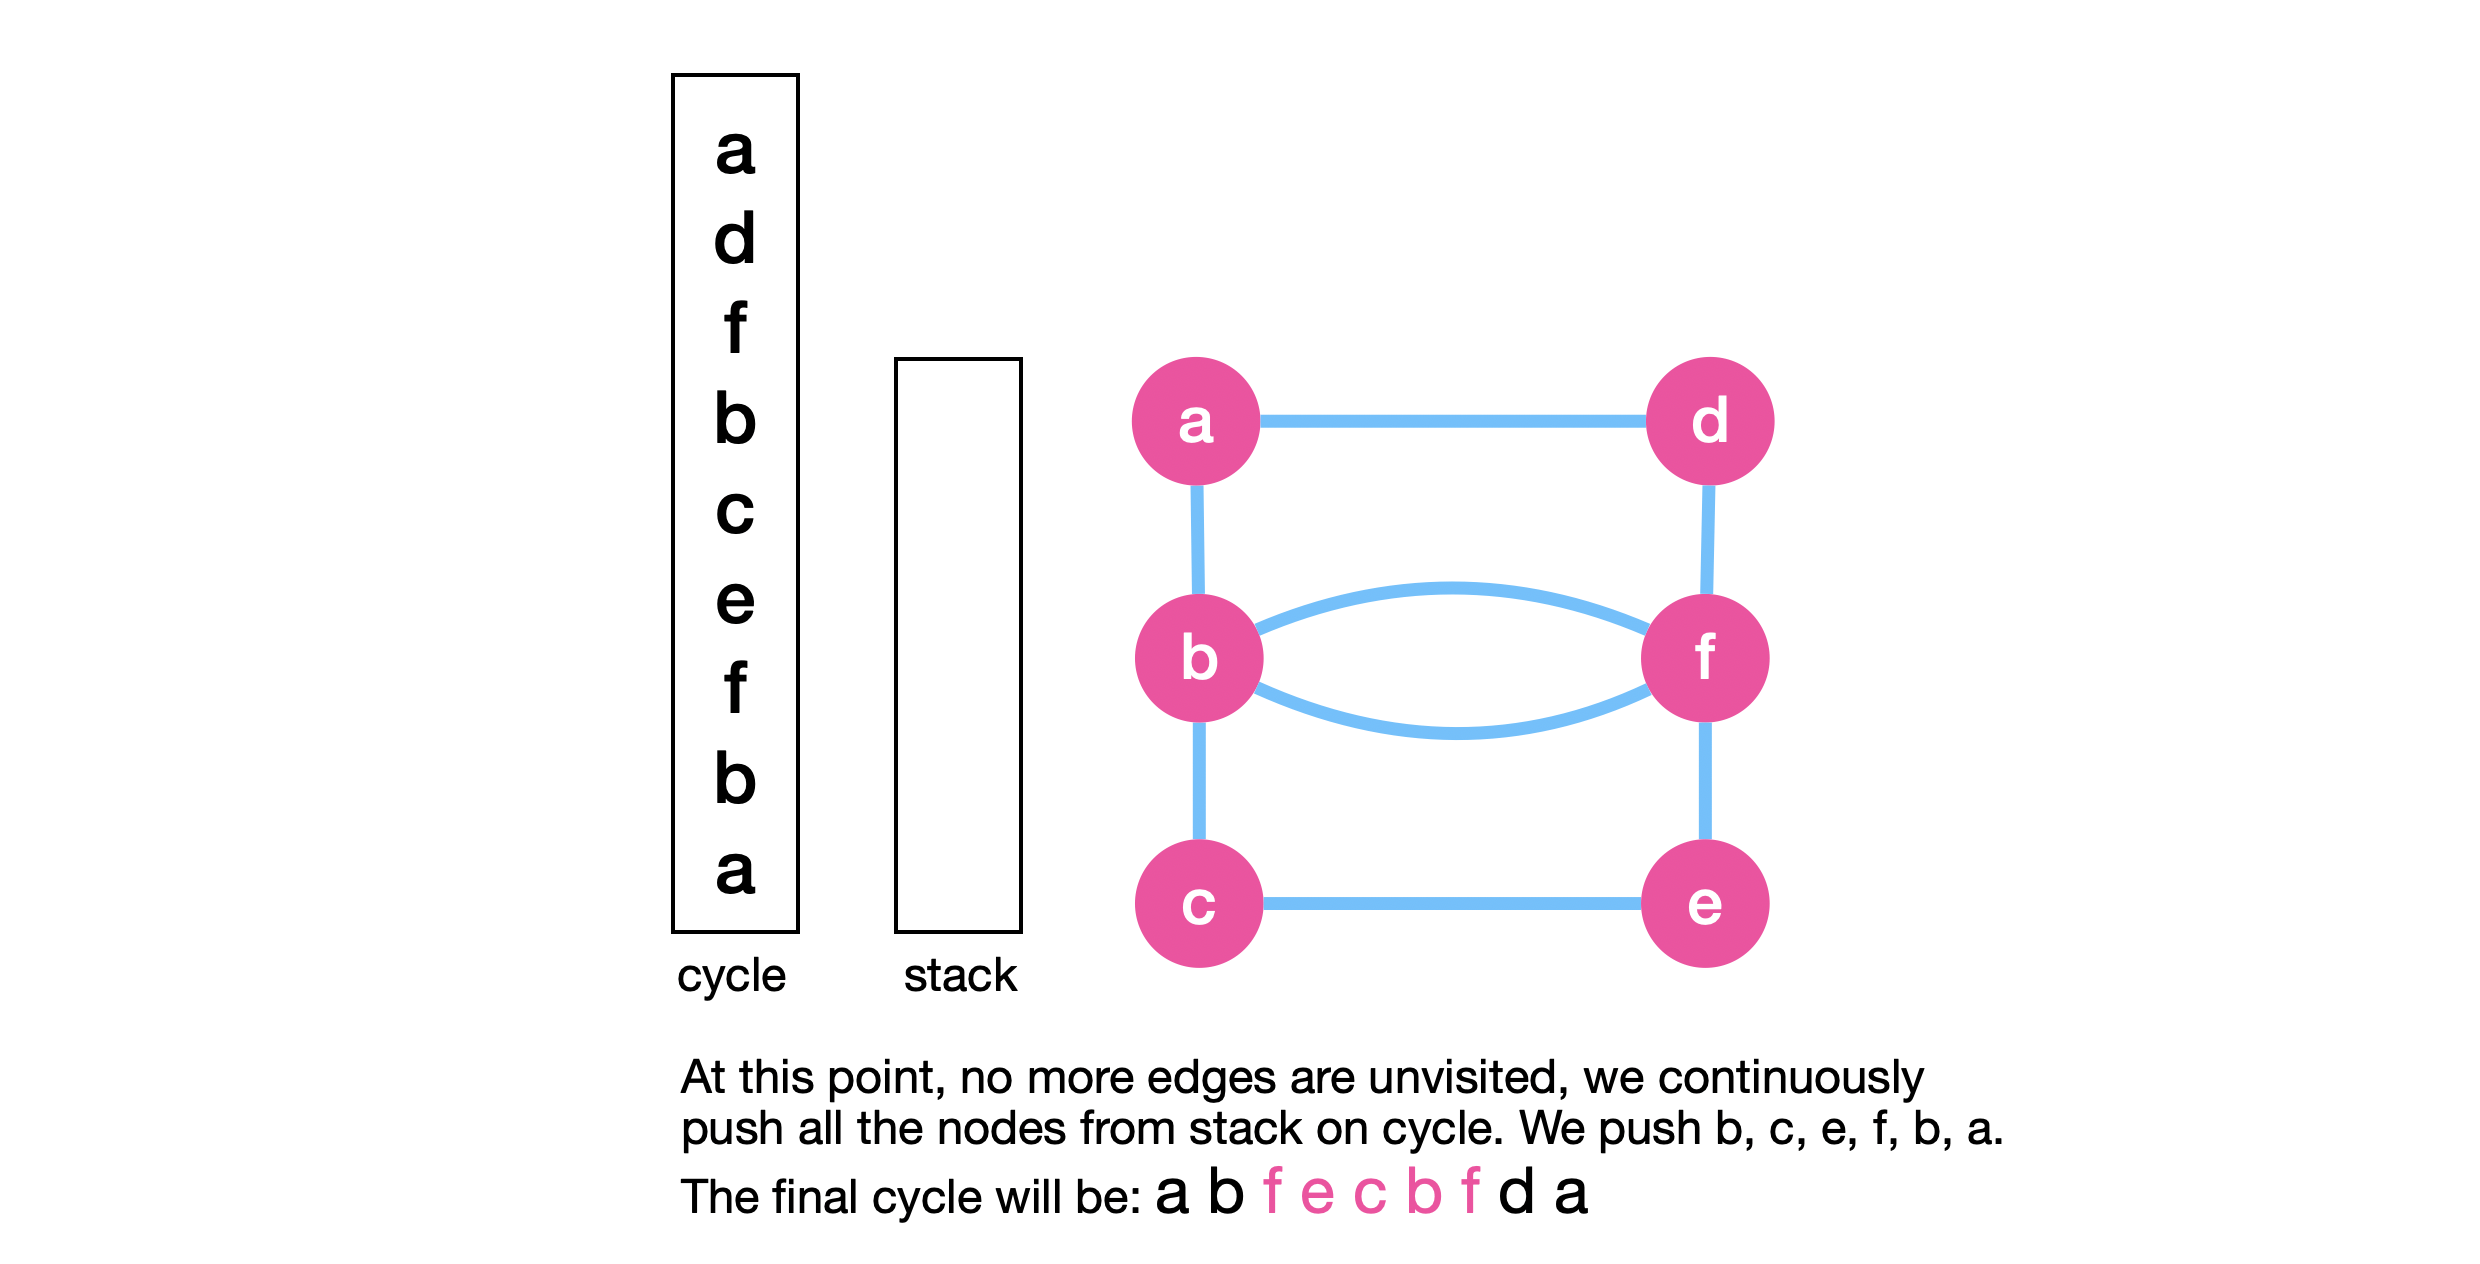 a
d
f
b
c
e
f
b
a
cycle
stack
a
d
b
f
c
e
At this point, no more edges are unvisited, we continuously
push all the nodes from stack on cycle. We push b, c, e, f, b, a.
The final cycle will be: a b f e c b f d a